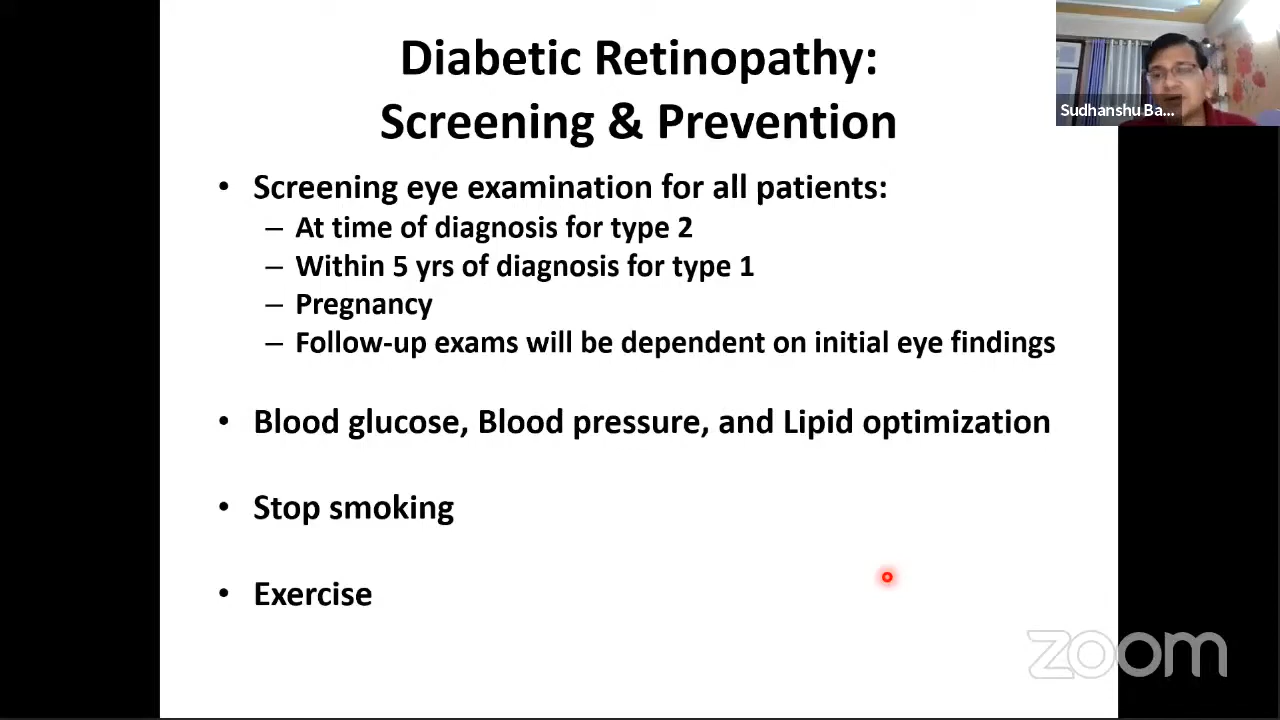 Diabetic Retinopathy:
Screening & Prevention
Sudhanshu Ba...
• Screening eye examination for all patients:
– At time of diagnosis for type 2
– Within 5 yrs of diagnosis for type 1
– Pregnancy
– Follow-up exams will be dependent on initial eye findings
• Blood glucose, Blood pressure, and Lipid optimization
• Stop smoking
• Exercise
zoom